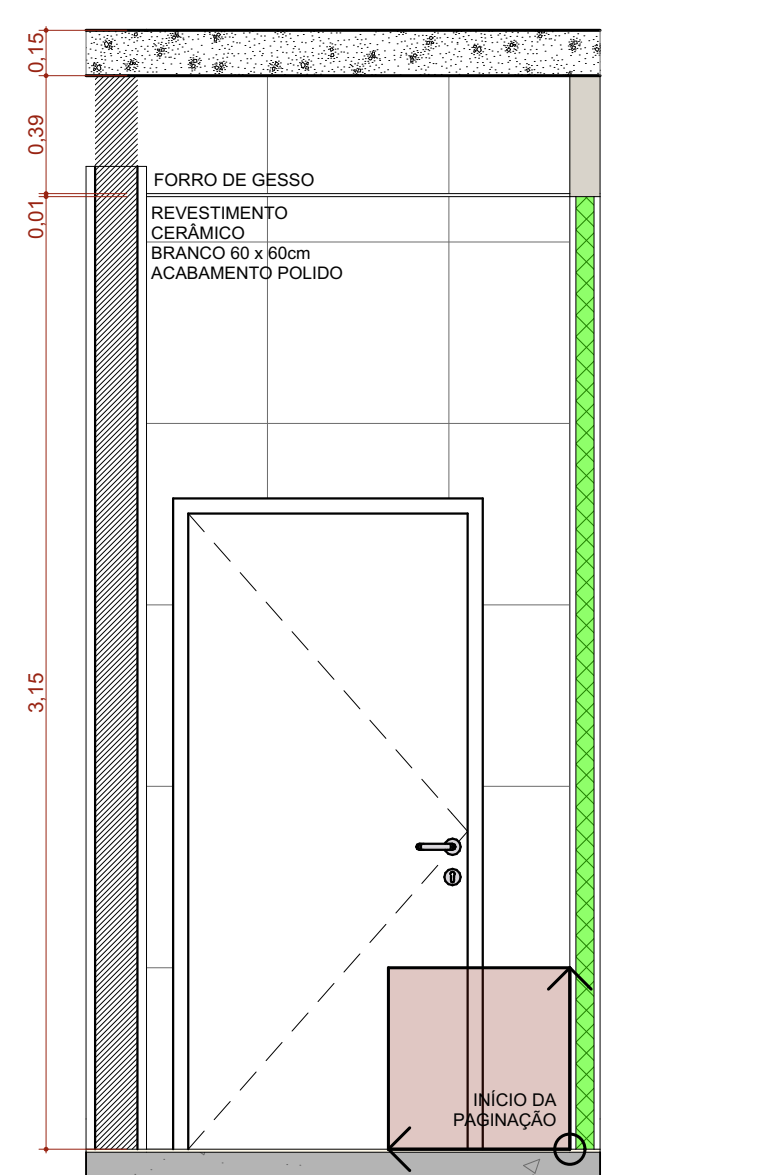 0,15
0,39
FORRO DE GESSO
0,01
REVESTIMENTO
CERÂMICO
BRANCO 60 x 60cm
ACABAMENTO POLIDO
3,15
INÍCIO DA
PAGINAÇÃO